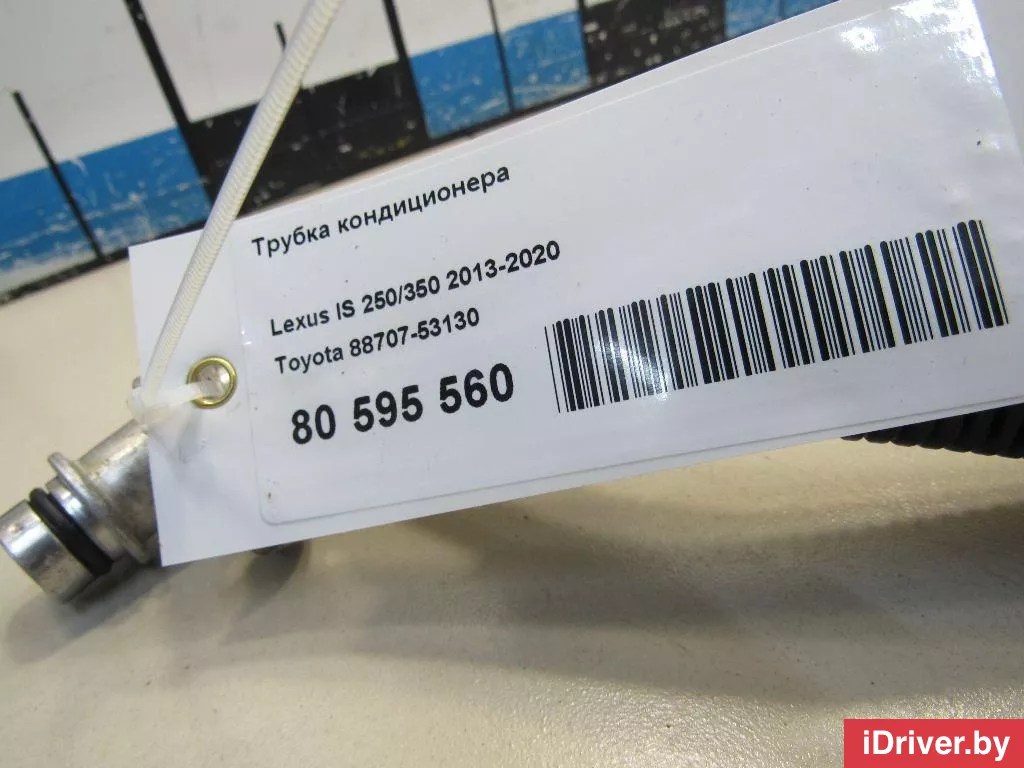 Трубка кондиционера
Lexus IS 250/350 2013-2020
Toyota 88707-53130
80 595 560
iDriver.by